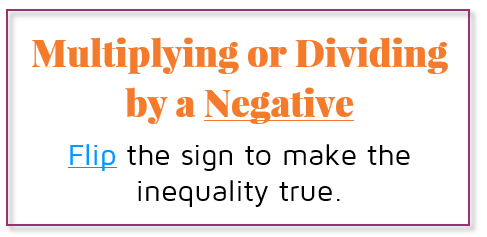 Multiplying or Dividing
by a Negative
Flip the sign to make the
inequality true.